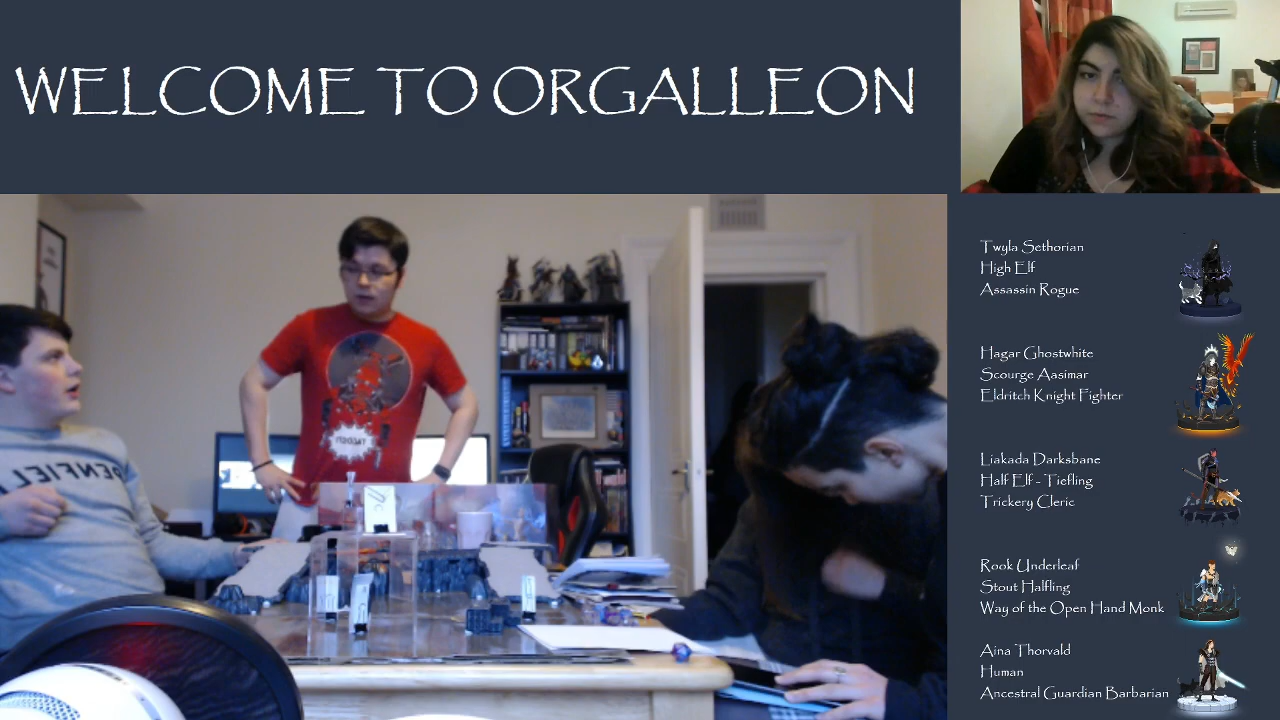 WELCOME TO ORGALLEON
Twyla Sethorian
High Elf
Assassin Rogue
Hagar Ghostwhite
Scourge Aasimar
Eldritch Knight Fighter
Liakada Darksbane
Half Elf - Tiefling
Trickery Cleric
Rook Underleaf
Stout Halfling
Way of the Open Hand Monk
Aina Thorvald
Human
Ancestral Guardian Barbarian